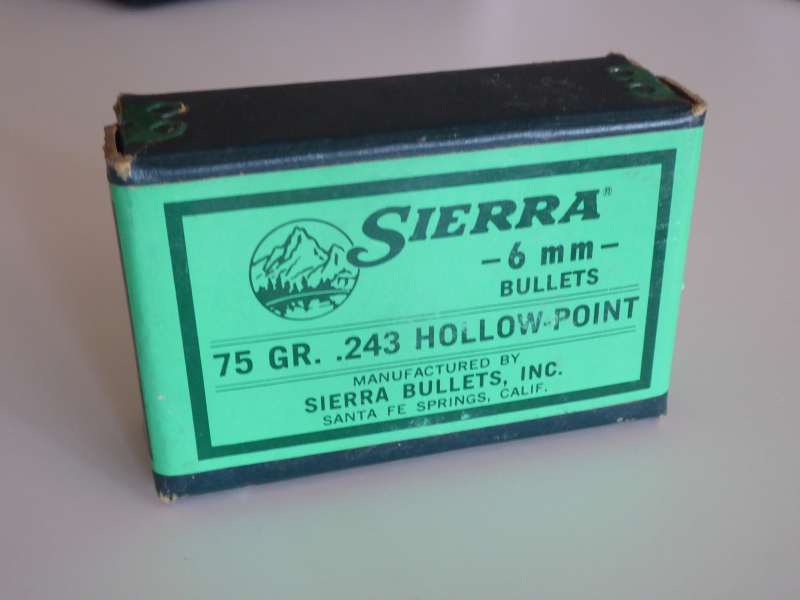 SIERRA®
-6 mm-
BULLETS
75 GR. .243 HOLLOW-POINT
MANUFACTURED BY
SIERRA BULLETS, INC.
SANTA FE SPRINGS, CALIF.